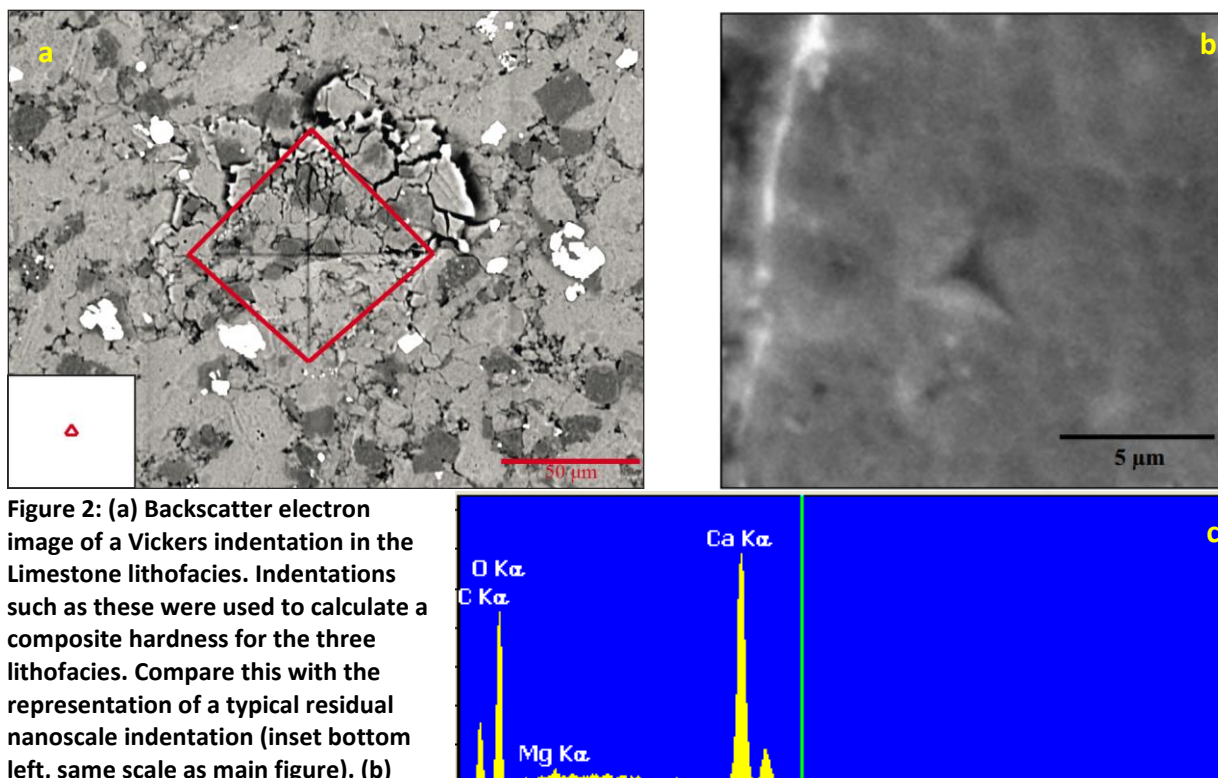 a
50 µm
b
5 µm
Figure 2: (a) Backscatter electron
image of a Vickers indentation in the
Limestone lithofacies. Indentations
such as these were used to calculate a
composite hardness for the three
lithofacies. Compare this with the
representation of a typical residual
nanoscale indentation (inset bottom
left, same scale as main figure). (b)
c
Ca Kα
O Kα
C Kα
Mg Kα